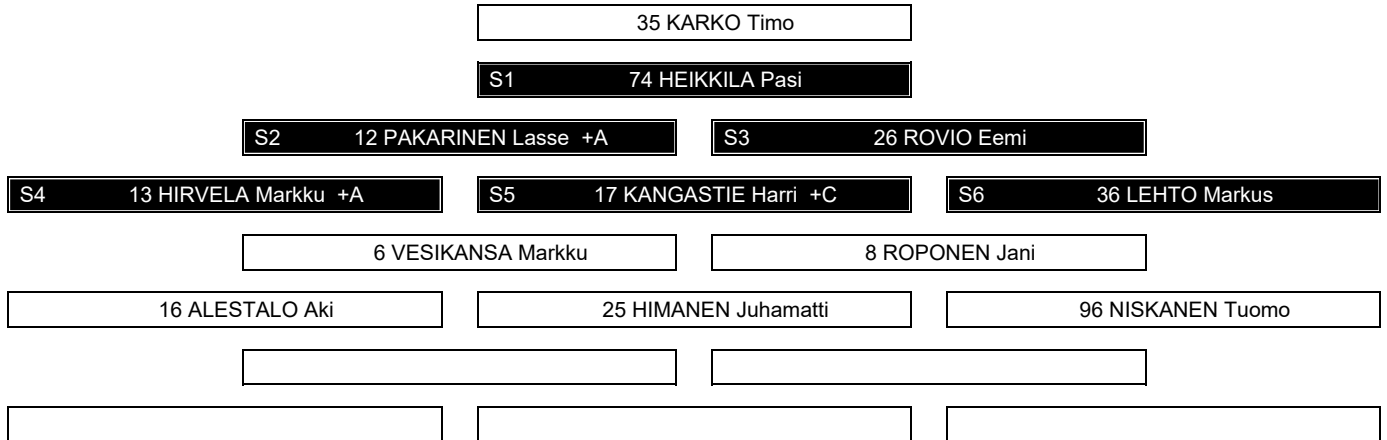 35 KARKO Timo
S1 74 HEIKKILA Pasi
S2 12 PAKARINEN Lasse +A S3 26 ROVIO Eemi
S4 13 HIRVELA Markku +A S5 17 KANGASTIE Harri +C S6 36 LEHTO Markus
6 VESIKANSA Markku 8 ROPONEN Jani
16 ALESTALO Aki 25 HIMANEN Juhamatti 96 NISKANEN Tuomo